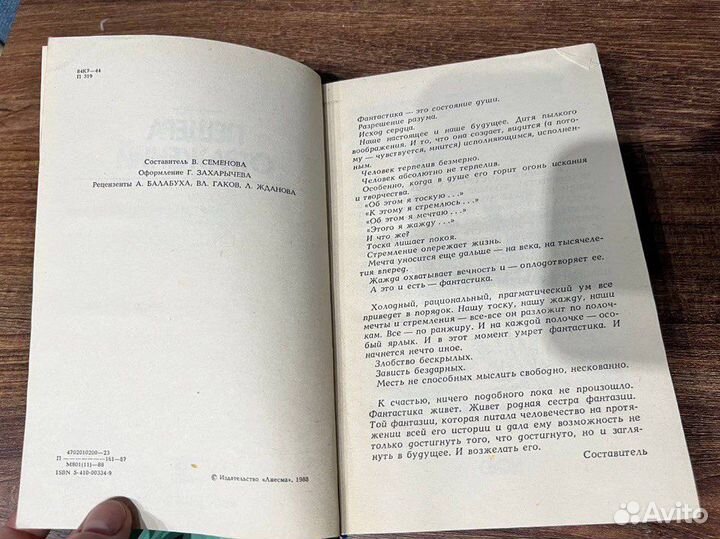 84К7—44
П 319
Составитель В. СЕМЕНОВА
Оформление Г. ЗАХАРЫЧЕВА
Рецензенты А. БАЛАБУХА, ВЛ. ГАКОВ, Л. ЖДАНОВА
4702010200—23
П————161—87
М801(11)—88
ISBN 5-410-00334-9
© Издательство «Лиесма», 1988
Фантастика — это состояние души.
Разрешение разума.
Исход сердца.
Наше настоящее и наше будущее. Дитя пылкого
воображения. И то, что она создает, видится (а пото-
му — чувствуется, мнится) исполняющимся, исполнен-
ным.
Человек терпелив безмерно.
Человек абсолютно не терпелив.
Особенно, когда в душе его горит огонь искания
и творчества.
«Об этом я тоскую...»
«К этому я стремлюсь...»
«Об этом я мечтаю...»
«Этого я жажду...»
И что же?
Тоска лишает покоя.
Стремление опережает жизнь.
Мечта уносится еще дальше — на века, на тысячеле-
тия вперед.
Жажда охватывает вечность и — оплодотворяет ее.
А это и есть — фантастика.
Холодный, рациональный, прагматический ум все
приведет в порядок. Нашу тоску, нашу жажду, наши
мечты и стремления — все-все он разложит по полоч-
кам. Все — по ранжиру. И на каждой полочке — осо-
бый ярлык. И в этот момент умрет фантастика. И
начнется нечто иное.
Злобство бескрылых.
Зависть бездарных.
Месть не способных мыслить свободно, нескованно.
К счастью, ничего подобного пока не произошло.
Фантастика живет. Живет родная сестра фантазии.
Той фантазии, которая питала человечество на протя-
жении всей его истории и дала ему возможность не
только достигнуть того, что достигнуто, но и загля-
нуть в будущее. И возжелать его.
Составитель
Avito